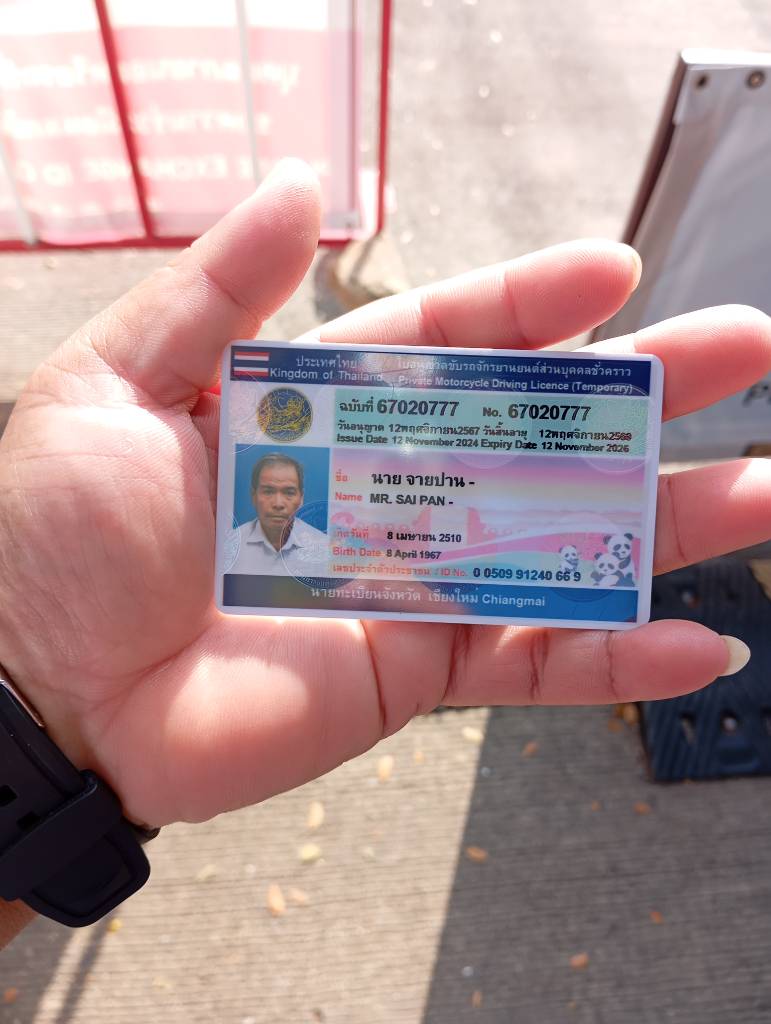 ประเทศไทย ใบอนุญาตขับรถจักรยานยนต์ส่วนบุคคลชั่วคราว
Kingdom of Thailand Private Motorcycle Driving Licence (Temporary)
ฉบับที่ 67020777 No. 67020777
วันอนุญาต 12พฤศจิกายน2567 วันสิ้นอายุ 12พฤศจิกายน2569
Issue Date 12 November 2024 Expiry Date 12 November 2026
ชื่อ นาย จายปาน -
Name MR. SAI PAN -
เกิดวันที่ 8 เมษายน 2510
Birth Date 8 April 1967
เลขประจำตัวประชาชน / ID No. 0 0509 91240 66 9
นายทะเบียนจังหวัด เชียงใหม่ Chiangmai